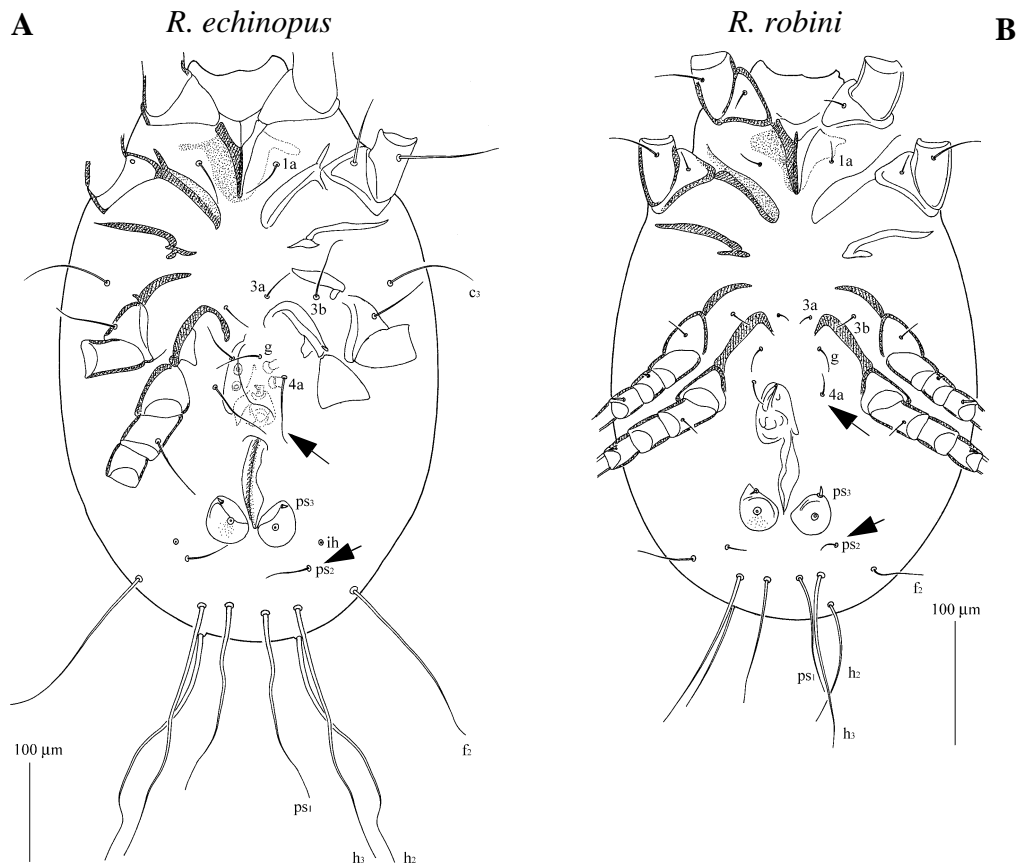 A
R. echinopus
R. robini
B
1a
1a
c3
3a
3b
3a
3b
g
g
4a
4a
ps3
ps3
ih
ps2
ps2
f2
100 µm
ps1
h2
h3
100 µm
f2
ps1
h3
h2